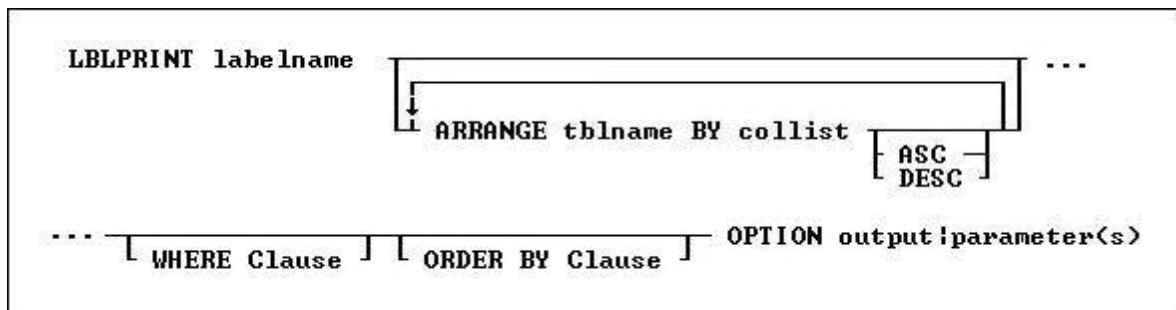 LBLPRINT labelname ...
ARRANGE tblname BY collist
ASC
DESC
... OPTION output|parameter(s)
WHERE Clause ORDER BY Clause